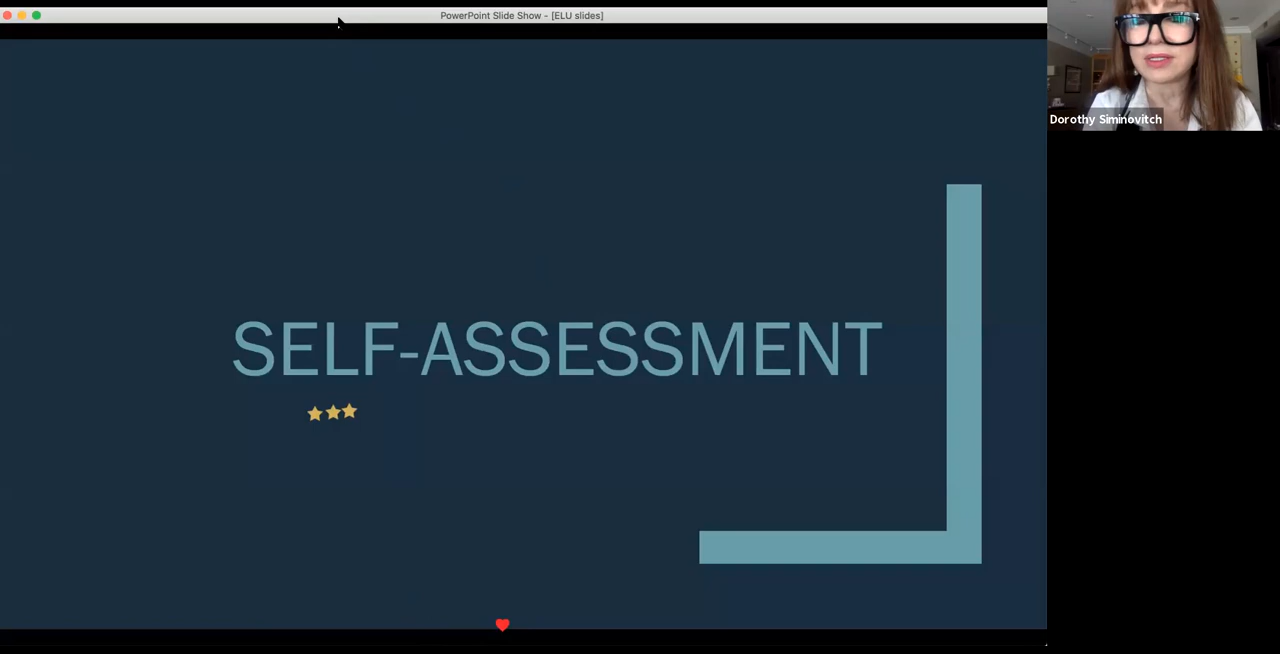 PowerPoint Slide Show - [ELU slides]
Dorothy Siminovitch
SELF-ASSESSMENT